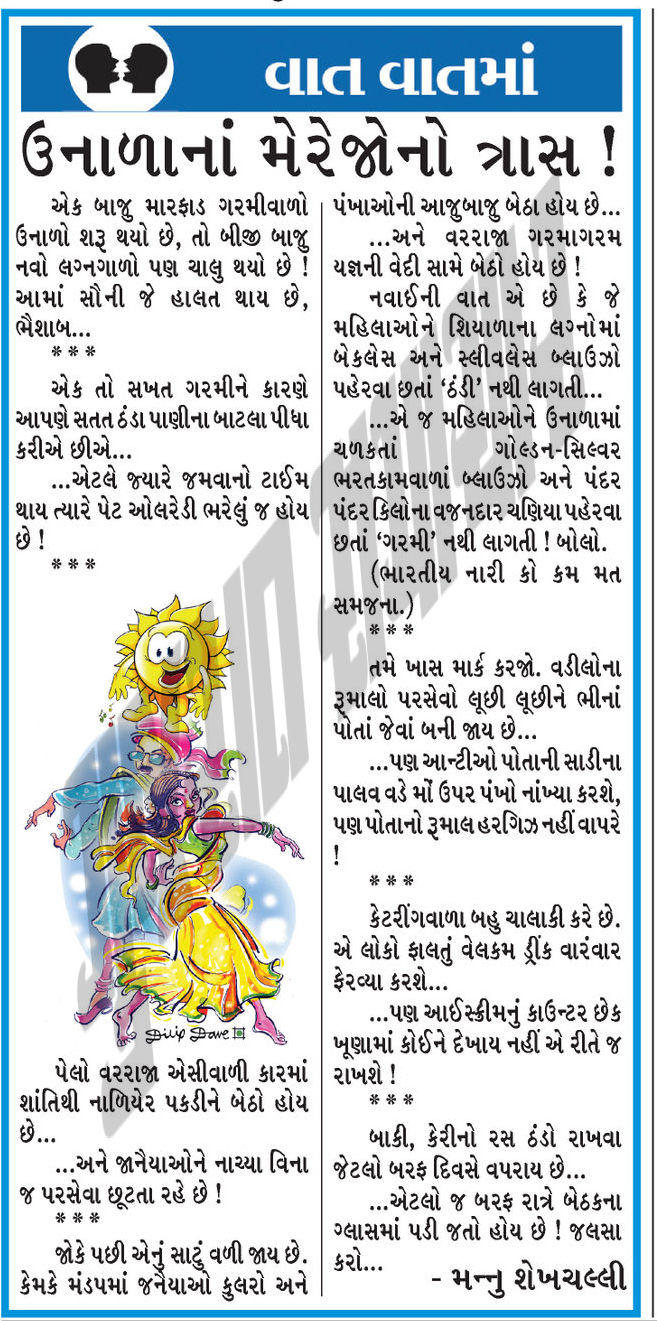 વાત વાતમાં
ઉનાળાનાં મેરેજોનો ત્રાસ !
એક બાજુ મારફાડ ગરમીવાળો
ઉનાળો શરૂ થયો છે, તો બીજી બાજુ
નવો લગ્નગાળો પણ ચાલુ થયો છે !
આમાં સૌની જે હાલત થાય છે,
ભૈશાબ...
***
એક તો સખત ગરમીને કારણે
આપણે સતત ઠંડા પાણીના બાટલા પીધા
કરીએ છીએ...
...એટલે જ્યારે જમવાનો ટાઈમ
થાય ત્યારે પેટ ઓલરેડી ભરેલું જ હોય
છે !
***
Dilip Dave
પેલો વરરાજા એસીવાળી કારમાં
શાંતિથી નાળિયેર પકડીને બેઠો હોય
છે...
...અને જાનૈયાઓને નાચ્યા વિના
જ પરસેવા છૂટતા રહે છે !
***
જોકે પછી એનું સાટું વળી જાય છે.
કેમકે મંડપમાં જનૈયાઓ કુલરો અને
પંખાઓની આજુબાજુ બેઠા હોય છે...
...અને વરરાજા ગરમાગરમ
યજ્ઞની વેદી સામે બેઠો હોય છે !
નવાઈની વાત એ છે કે જે
મહિલાઓને શિયાળાના લગ્નોમાં
બેકલેસ અને સ્લીવલેસ બ્લાઉઝો
પહેરવા છતાં ‘ઠંડી’ નથી લાગતી...
...એ જ મહિલાઓને ઉનાળામાં
ચળકતાં ગોલ્ડન-સિલ્વર
ભરતકામવાળાં બ્લાઉઝો અને પંદર
પંદર કિલોના વજનદાર ચણિયા પહેરવા
છતાં ‘ગરમી’ નથી લાગતી ! બોલો.
(ભારતીય નારી કો કમ મત
સમજના.)
***
તમે ખાસ માર્ક કરજો. વડીલોના
રૂમાલો પરસેવો લૂછી લૂછીને ભીનાં
પોતાં જેવાં બની જાય છે...
...પણ આન્ટીઓ પોતાની સાડીના
પાલવ વડે મોં ઉપર પંખો નાંખ્યા કરશે,
પણ પોતાનો રૂમાલ હરગિઝ નહીં વાપરે
!
***
કેટરીંગવાળા બહુ ચાલાકી કરે છે.
એ લોકો ફાલતું વેલકમ ડ્રીંક વારંવાર
ફેરવ્યા કરશે...
...પણ આઈસ્ક્રીમનું કાઉન્ટર છેક
ખૂણામાં કોઈને દેખાય નહીં એ રીતે જ
રાખશે !
***
બાકી, કેરીનો રસ ઠંડો રાખવા
જેટલો બરફ દિવસે વપરાય છે...
...એટલો જ બરફ રાત્રે બેઠકના
ગ્લાસમાં પડી જતો હોય છે ! જલસા
કરો...
- મન્નુ શેખચલ્લી